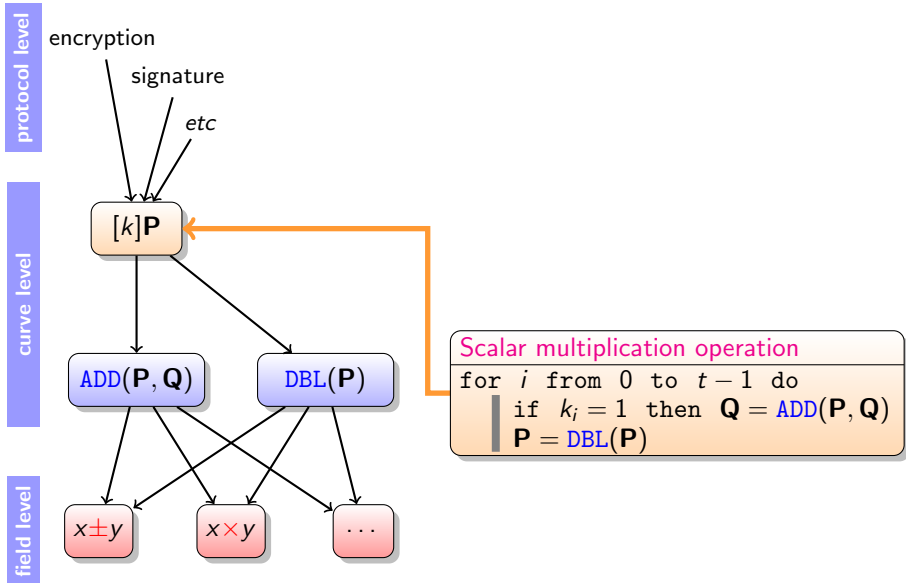 protocol level
encryption
signature
etc
curve level
[k]P
ADD(P, Q)
DBL(P)
Scalar multiplication operation
for i from 0 to t − 1 do
if kᵢ = 1 then Q = ADD(P, Q)
P = DBL(P)
field level
x±y
x×y
···